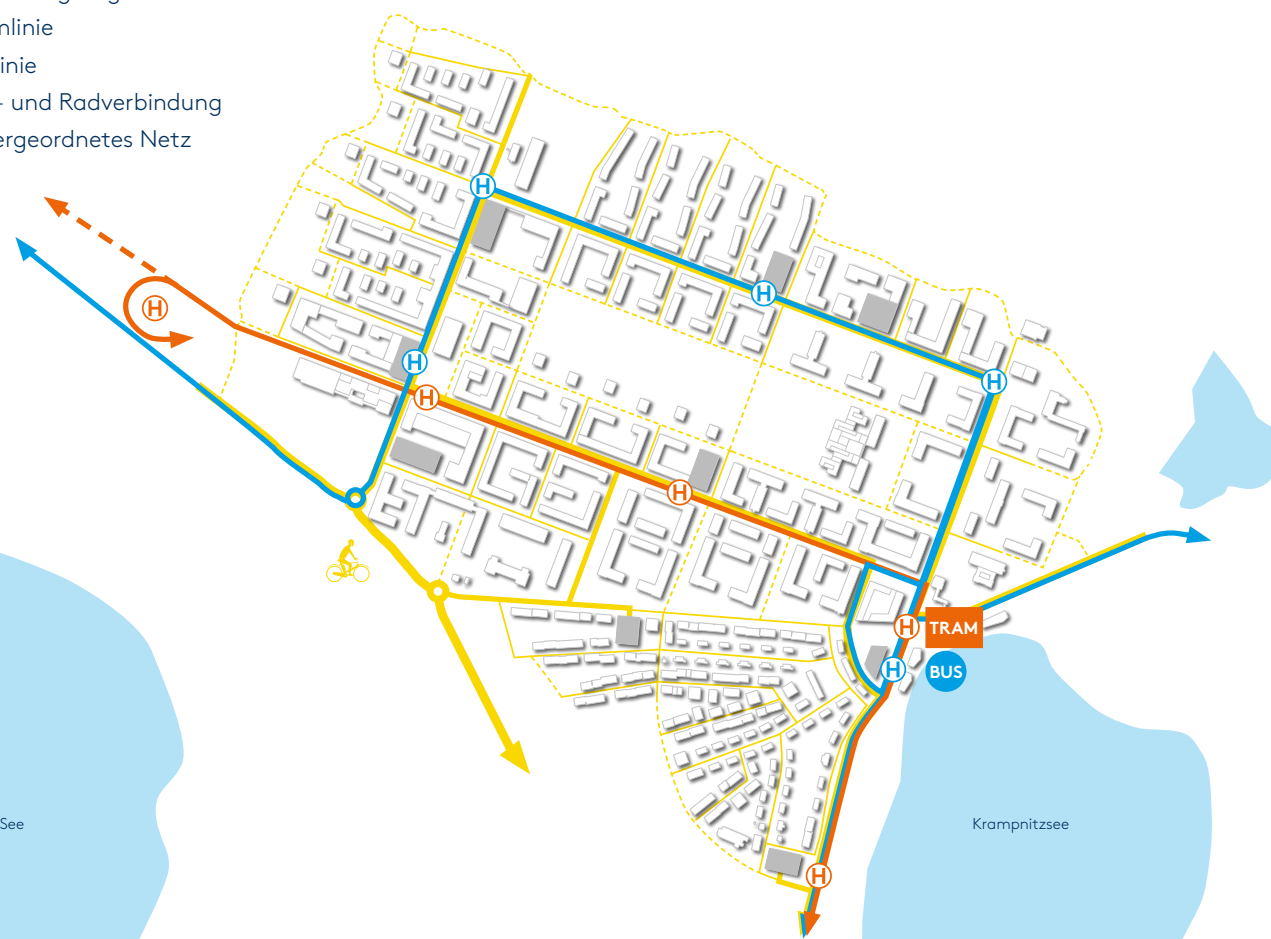 nlinie
inie
- und Radverbindung
ergeordnetes Netz
H
H
H
H
H
H
H
H
TRAM
H
BUS
See
Krampnitzsee
H